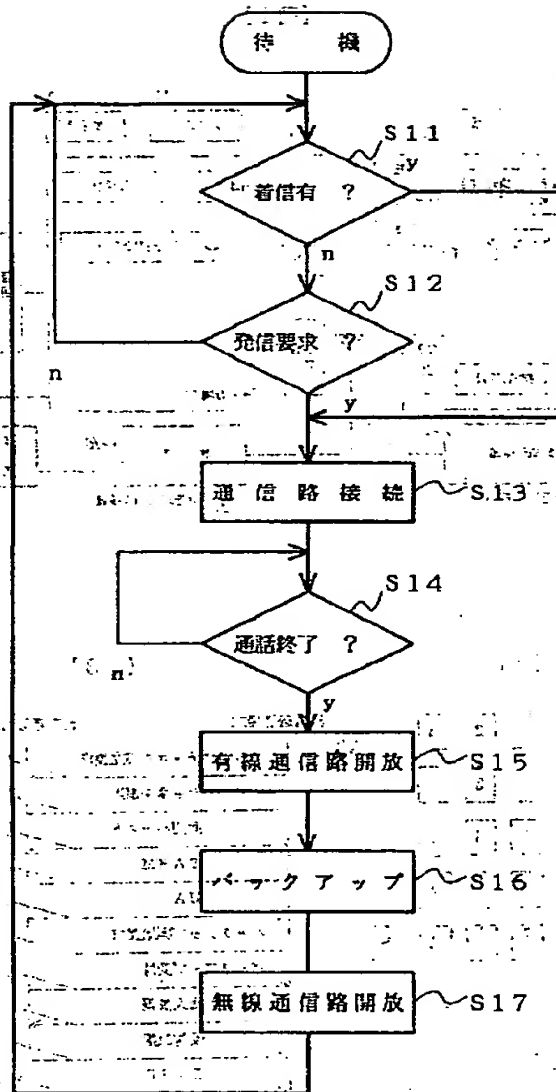 待機
S11
着信有 ?
y
n
S12
発信要求 ?
n
y
通信路接続
S13
S14
通話終了 ?
n
y
有線通信路開放
S15
バックアップ
S16
無線通信路開放
S17